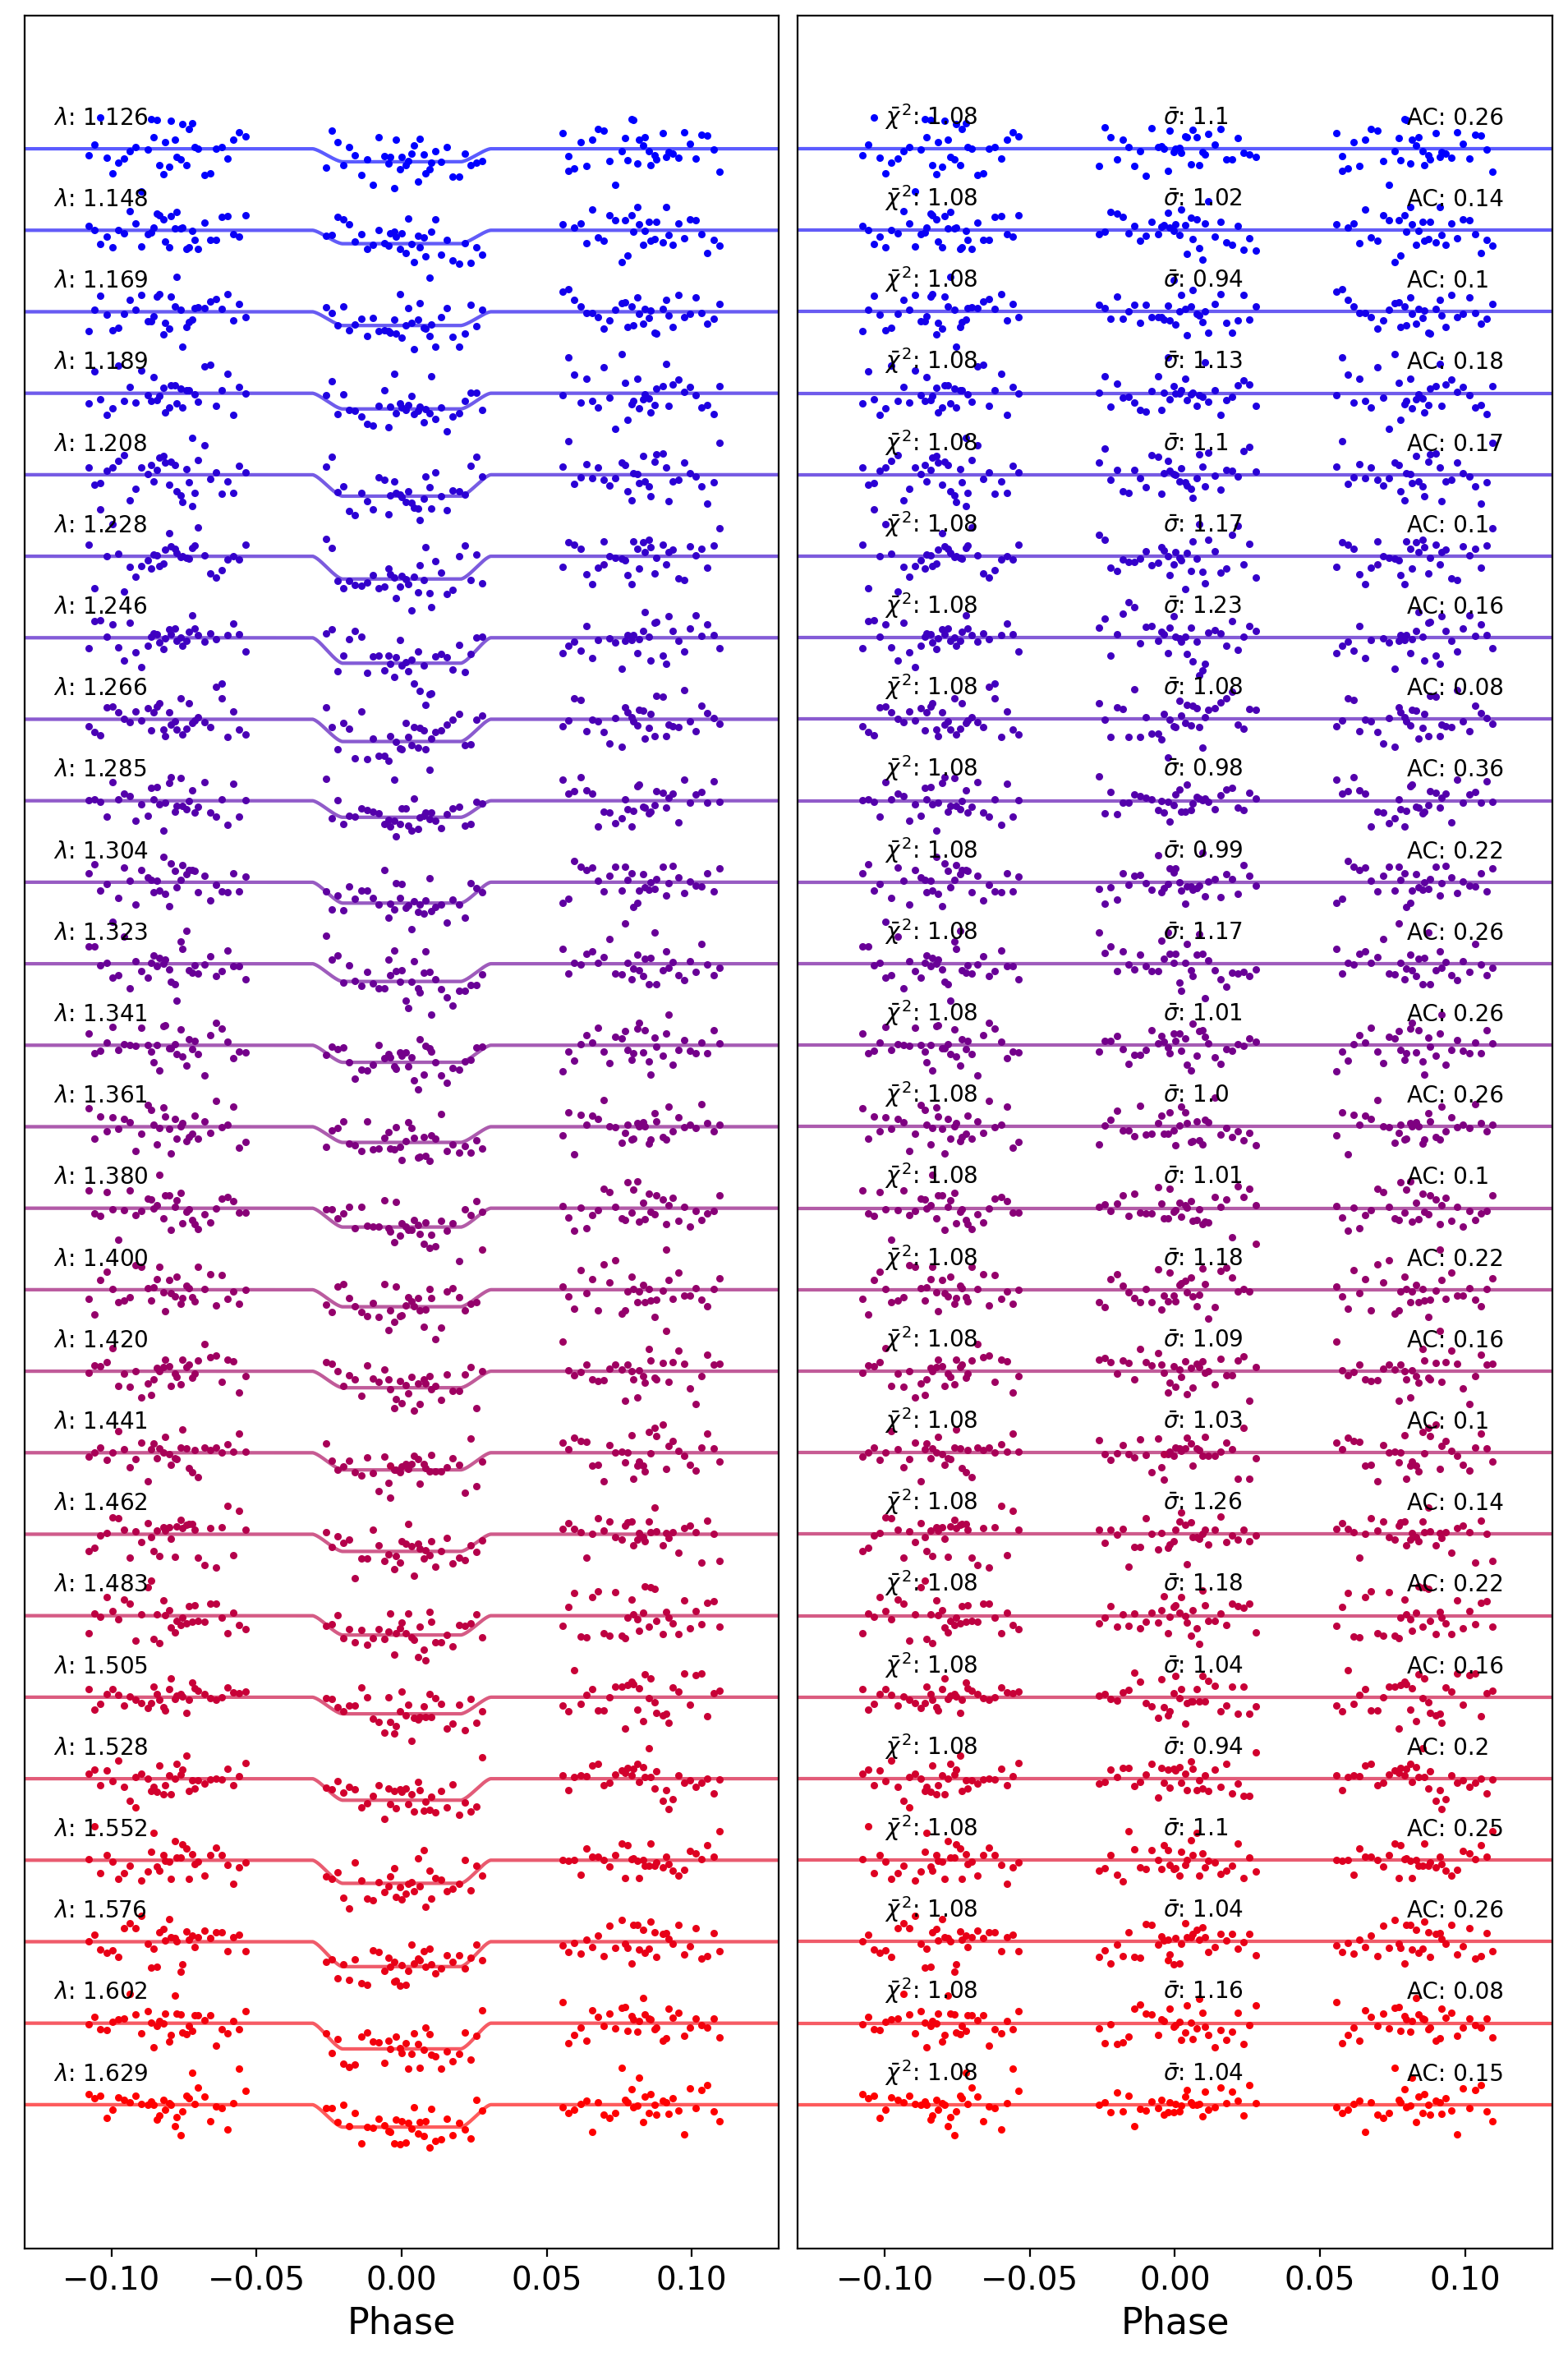 λ: 1.126 χ̄²: 1.08 σ̄: 1.1 AC: 0.26
λ: 1.148 χ̄²: 1.08 σ̄: 1.02 AC: 0.14
λ: 1.169 χ̄²: 1.08 σ̄: 0.94 AC: 0.1
λ: 1.189 χ̄²: 1.08 σ̄: 1.13 AC: 0.18
λ: 1.208 χ̄²: 1.08 σ̄: 1.1 AC: 0.17
λ: 1.228 χ̄²: 1.08 σ̄: 1.17 AC: 0.1
λ: 1.246 χ̄²: 1.08 σ̄: 1.23 AC: 0.16
λ: 1.266 χ̄²: 1.08 σ̄: 1.08 AC: 0.08
λ: 1.285 χ̄²: 1.08 σ̄: 0.98 AC: 0.36
λ: 1.304 χ̄²: 1.08 σ̄: 0.99 AC: 0.22
λ: 1.323 χ̄²: 1.08 σ̄: 1.17 AC: 0.26
λ: 1.341 χ̄²: 1.08 σ̄: 1.01 AC: 0.26
λ: 1.361 χ̄²: 1.08 σ̄: 1.0 AC: 0.26
λ: 1.380 χ̄²: 1.08 σ̄: 1.01 AC: 0.1
λ: 1.400 χ̄²: 1.08 σ̄: 1.18 AC: 0.22
λ: 1.420 χ̄²: 1.08 σ̄: 1.09 AC: 0.16
λ: 1.441 χ̄²: 1.08 σ̄: 1.03 AC: 0.1
λ: 1.462 χ̄²: 1.08 σ̄: 1.26 AC: 0.14
λ: 1.483 χ̄²: 1.08 σ̄: 1.18 AC: 0.22
λ: 1.505 χ̄²: 1.08 σ̄: 1.04 AC: 0.16
λ: 1.528 χ̄²: 1.08 σ̄: 0.94 AC: 0.2
λ: 1.552 χ̄²: 1.08 σ̄: 1.1 AC: 0.25
λ: 1.576 χ̄²: 1.08 σ̄: 1.04 AC: 0.26
λ: 1.602 χ̄²: 1.08 σ̄: 1.16 AC: 0.08
λ: 1.629 χ̄²: 1.08 σ̄: 1.04 AC: 0.15
−0.10 −0.05 0.00 0.05 0.10 −0.10 −0.05 0.00 0.05 0.10
Phase Phase